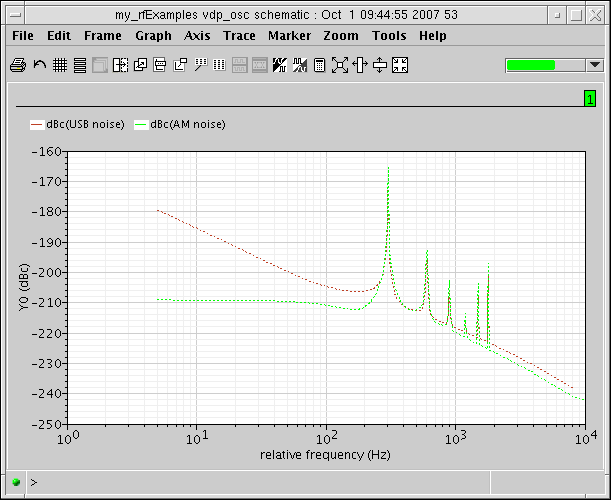 my_rfExamples vdp_osc schematic : Oct 1 09:44:55 2007 53
File Edit Frame Graph Axis Trace Marker Zoom Tools Help
1
dBc(USB noise) dBc(AM noise)
-160
-170
-180
-190
-200
-210
-220
-230
-240
-250
Y0 (dBc)
10^0 10^1 10^2 10^3 10^4
relative frequency (Hz)
>